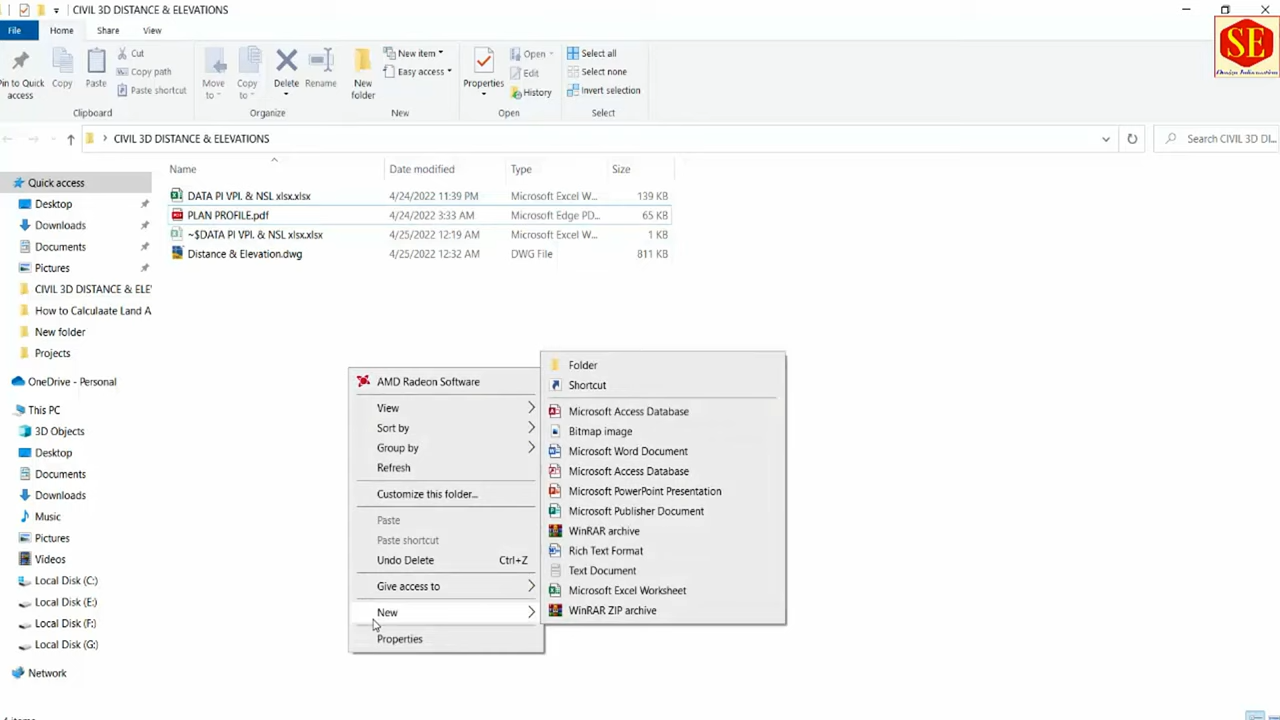 CIVIL 3D DISTANCE & ELEVATIONS
SE
File Home Share View
Pin to Quick access
Copy
Paste
Cut
Copy path
Paste shortcut
Clipboard
Move to
Copy to
Delete
Rename
Organize
New folder
New item
Easy access
New
Properties
Open
Edit
History
Open
Select all
Select none
Invert selection
Select
CIVIL 3D DISTANCE & ELEVATIONS
Search CIVIL 3D DI...
Name Date modified Type Size
DATA PI VPI. & NSL xlsx.xlsx 4/24/2022 11:39 PM Microsoft Excel W... 139 KB
PLAN PROFILE.pdf 4/24/2022 3:33 AM Microsoft Edge PD... 65 KB
~$DATA PI VPI. & NSL xlsx.xlsx 4/25/2022 12:19 AM Microsoft Excel W... 1 KB
Distance & Elevation.dwg 4/25/2022 12:32 AM DWG File 811 KB
Quick access
Desktop
Downloads
Documents
Pictures
CIVIL 3D DISTANCE & ELE
How to Calculaate Land A
New folder
Projects
OneDrive - Personal
This PC
3D Objects
Desktop
Documents
Downloads
Music
Pictures
Videos
Local Disk (C:)
Local Disk (E:)
Local Disk (F:)
Local Disk (G:)
Network
AMD Radeon Software
View
Sort by
Group by
Refresh
Customize this folder...
Paste
Paste shortcut
Undo Delete Ctrl+Z
Give access to
New
Properties
Folder
Shortcut
Microsoft Access Database
Bitmap image
Microsoft Word Document
Microsoft Access Database
Microsoft PowerPoint Presentation
Microsoft Publisher Document
WinRAR archive
Rich Text Format
Text Document
Microsoft Excel Worksheet
WinRAR ZIP archive